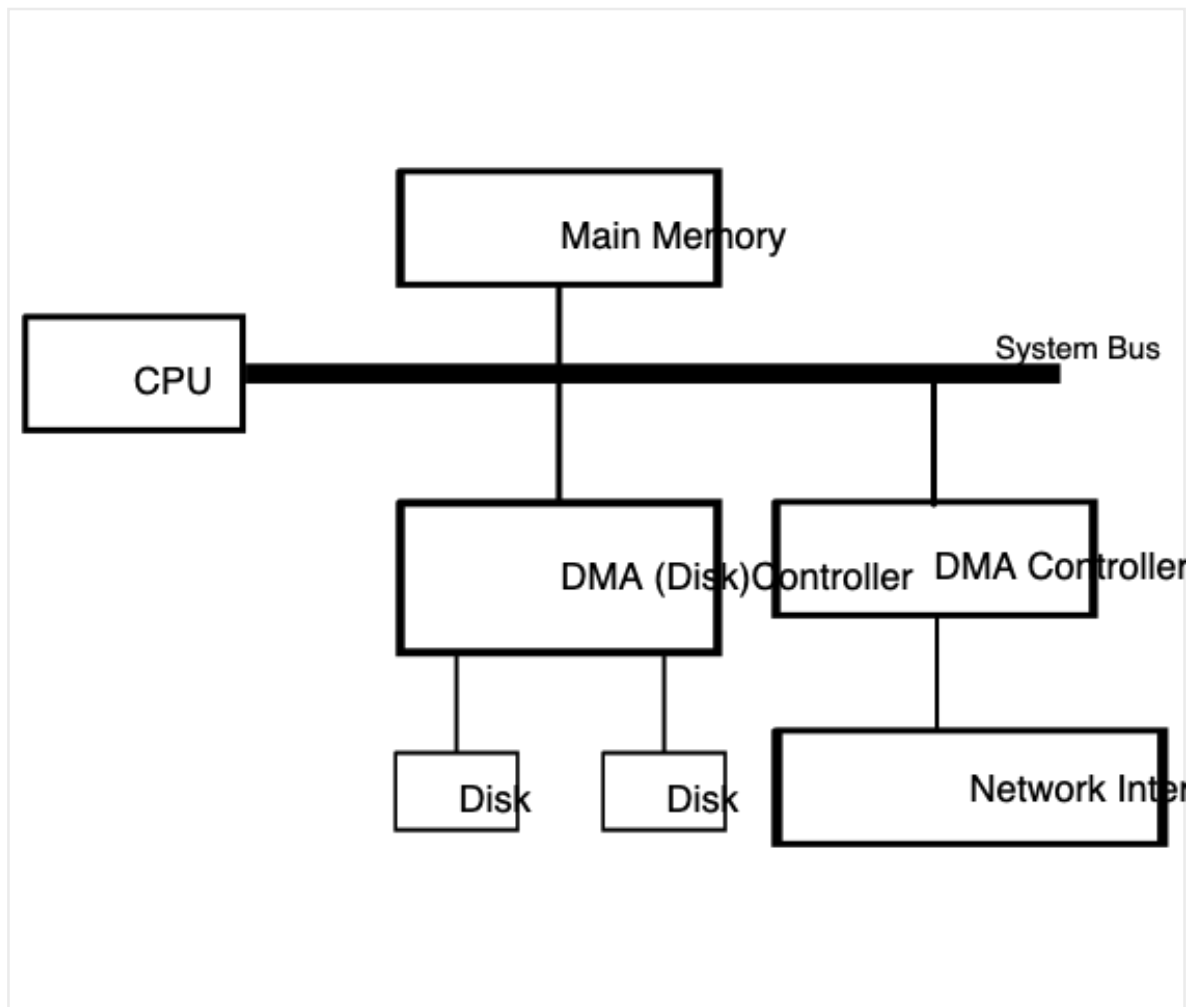 Main Memory
System Bus
CPU
DMA (Disk)Controller
DMA Controller
Disk
Disk
Network Inter